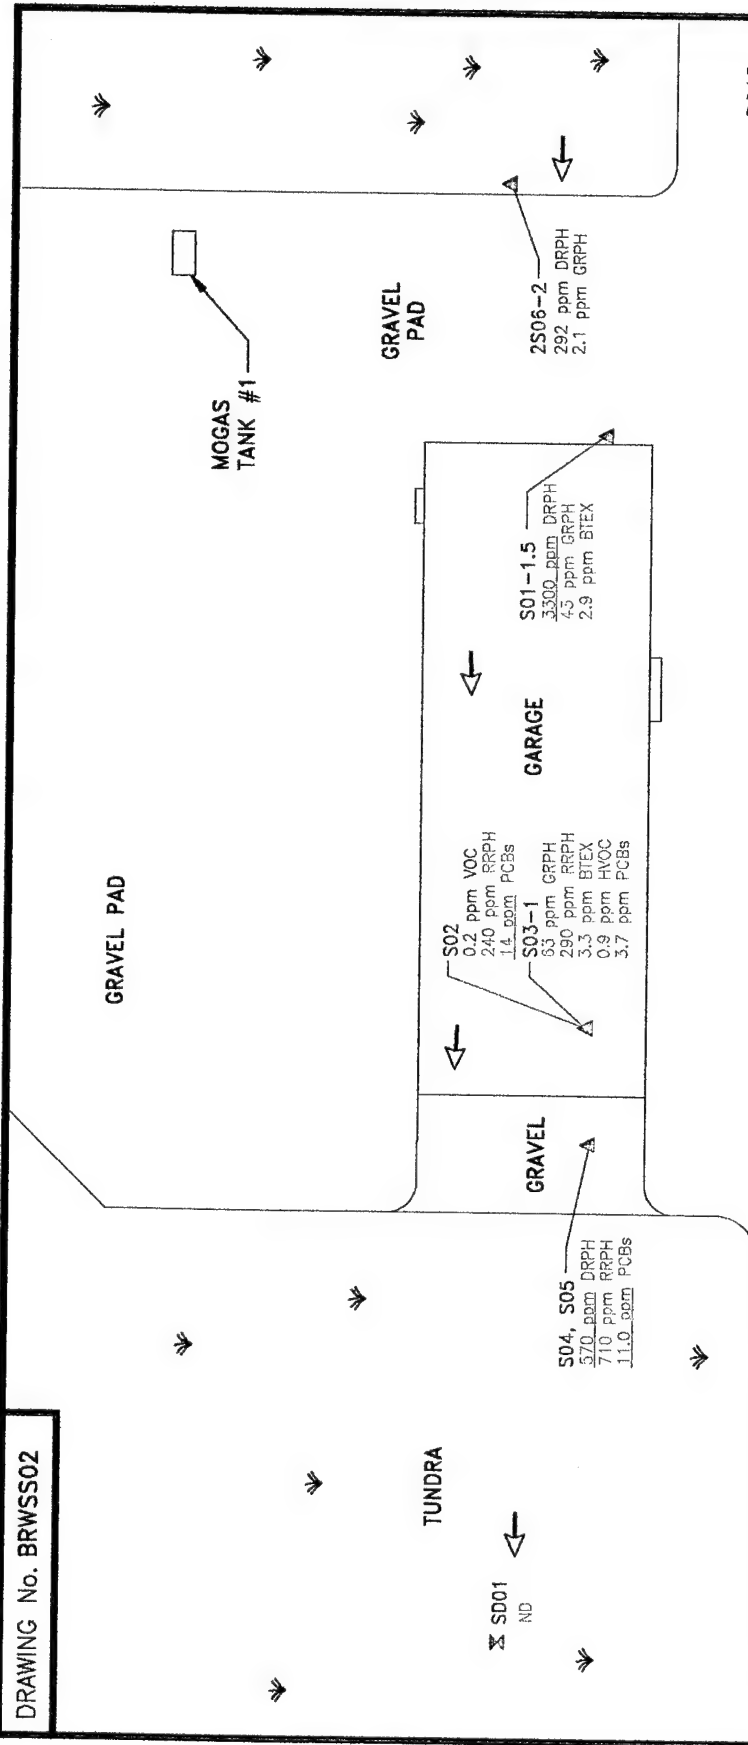 DRAWING No. BRWSS02
GRAVEL PAD
MOGAS
TANK #1
GRAVEL
PAD
TUNDRA
SD01
ND
S04, S05
570 ppm DRPH
710 ppm RRPH
11.0 ppm PCBs
GRAVEL
S02
0.2 ppm VOC
240 ppm RRPH
14 ppm PCBs
S03-1
63 ppm GRPH
290 ppm RRPH
3.3 ppm BTEX
0.9 ppm HVOC
3.7 ppm PCBs
GARAGE
S01-1.5
3300 ppm DRPH
43 ppm GRPH
2.9 ppm BTEX
2S06-2
292 ppm DRPH
2.1 ppm GRPH